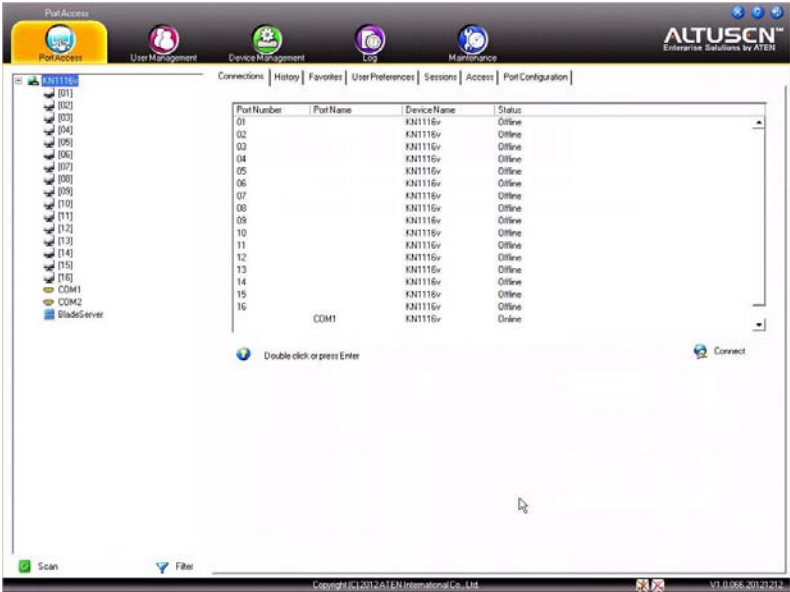 Port Access
ALTUSEN™
Enterprise Solutions by ATEN
Port Access User Management Device Management Log Maintenance
Connections History Favorites User Preferences Sessions Access Port Configuration
KN1116v
[01]
[02]
[03]
[04]
[05]
[06]
[07]
[08]
[09]
[10]
[11]
[12]
[13]
[14]
[15]
[16]
COM1
COM2
BladeServer
Port Number Port Name Device Name Status
01 KN1116v Offline
02 KN1116v Offline
03 KN1116v Offline
04 KN1116v Offline
05 KN1116v Offline
06 KN1116v Offline
07 KN1116v Offline
08 KN1116v Offline
09 KN1116v Offline
10 KN1116v Offline
11 KN1116v Offline
12 KN1116v Offline
13 KN1116v Offline
14 KN1116v Offline
15 KN1116v Offline
16 KN1116v Offline
COM1 KN1116v Online
Double click or press Enter
Connect
Scan Filter
Copyright (C) 2012 ATEN International Co., Ltd.
V1.0.066.20121212